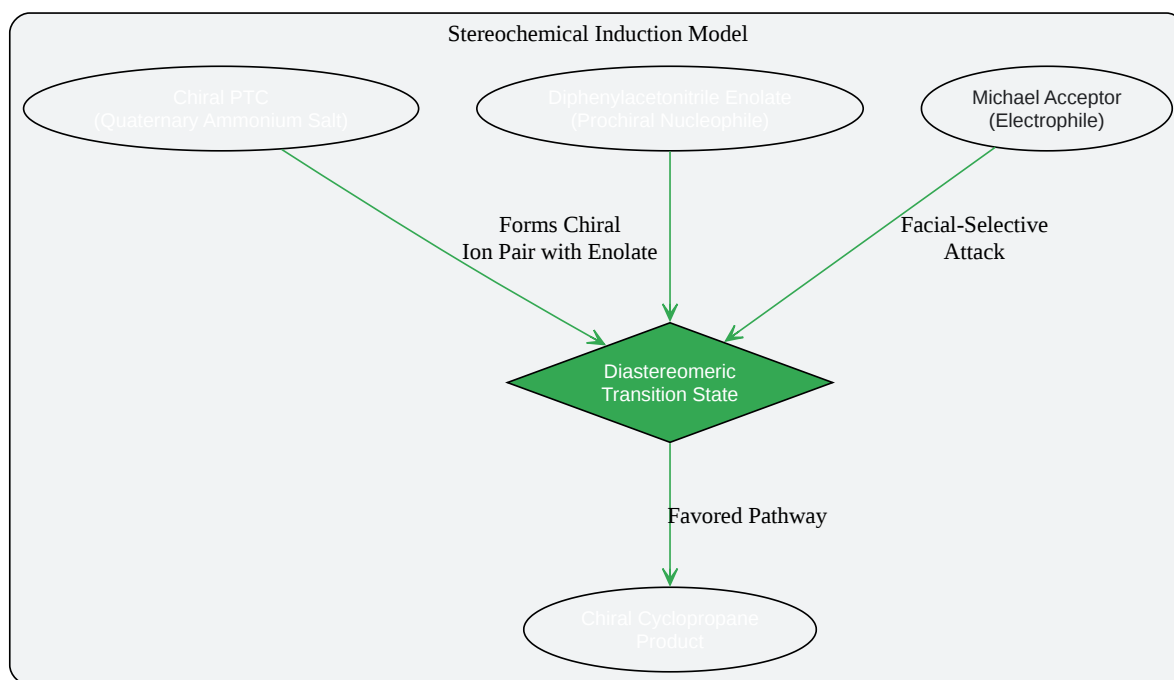 Stereochemical Induction Model
Chiral PTC
(Quaternary Ammonium Salt)
Diphenylacetonitrile Enolate
(Prochiral Nucleophile)
Michael Acceptor
(Electrophile)
Forms Chiral
Ion Pair with Enolate
Facial-Selective
Attack
Diastereomeric
Transition State
Favored Pathway
Chiral Cyclopropane
Product